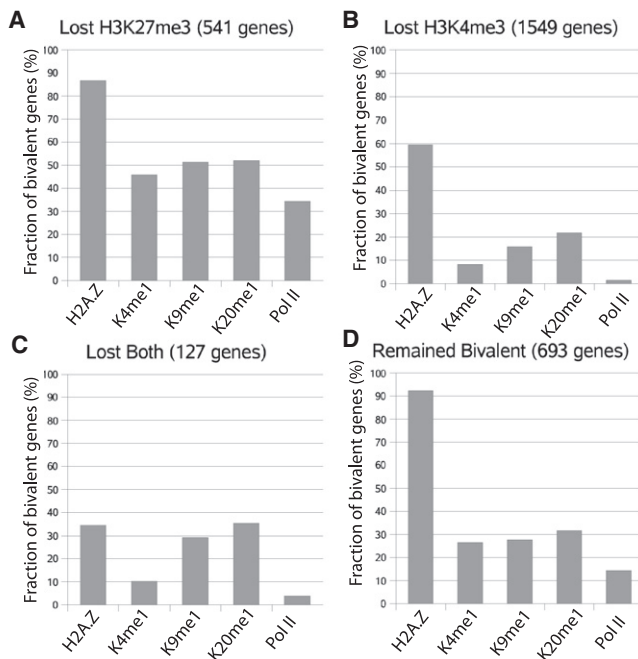 A
Lost H3K27me3 (541 genes)
Fraction of bivalent genes (%)
100
90
80
70
60
50
40
30
20
10
0
H2A.Z
K4me1
K9me1
K20me1
Pol II
B
Lost H3K4me3 (1549 genes)
Fraction of bivalent genes (%)
100
90
80
70
60
50
40
30
20
10
0
H2A.Z
K4me1
K9me1
K20me1
Pol II
C
Lost Both (127 genes)
Fraction of bivalent genes (%)
100
90
80
70
60
50
40
30
20
10
0
H2A.Z
K4me1
K9me1
K20me1
Pol II
D
Remained Bivalent (693 genes)
Fraction of bivalent genes (%)
100
90
80
70
60
50
40
30
20
10
0
H2A.Z
K4me1
K9me1
K20me1
Pol II